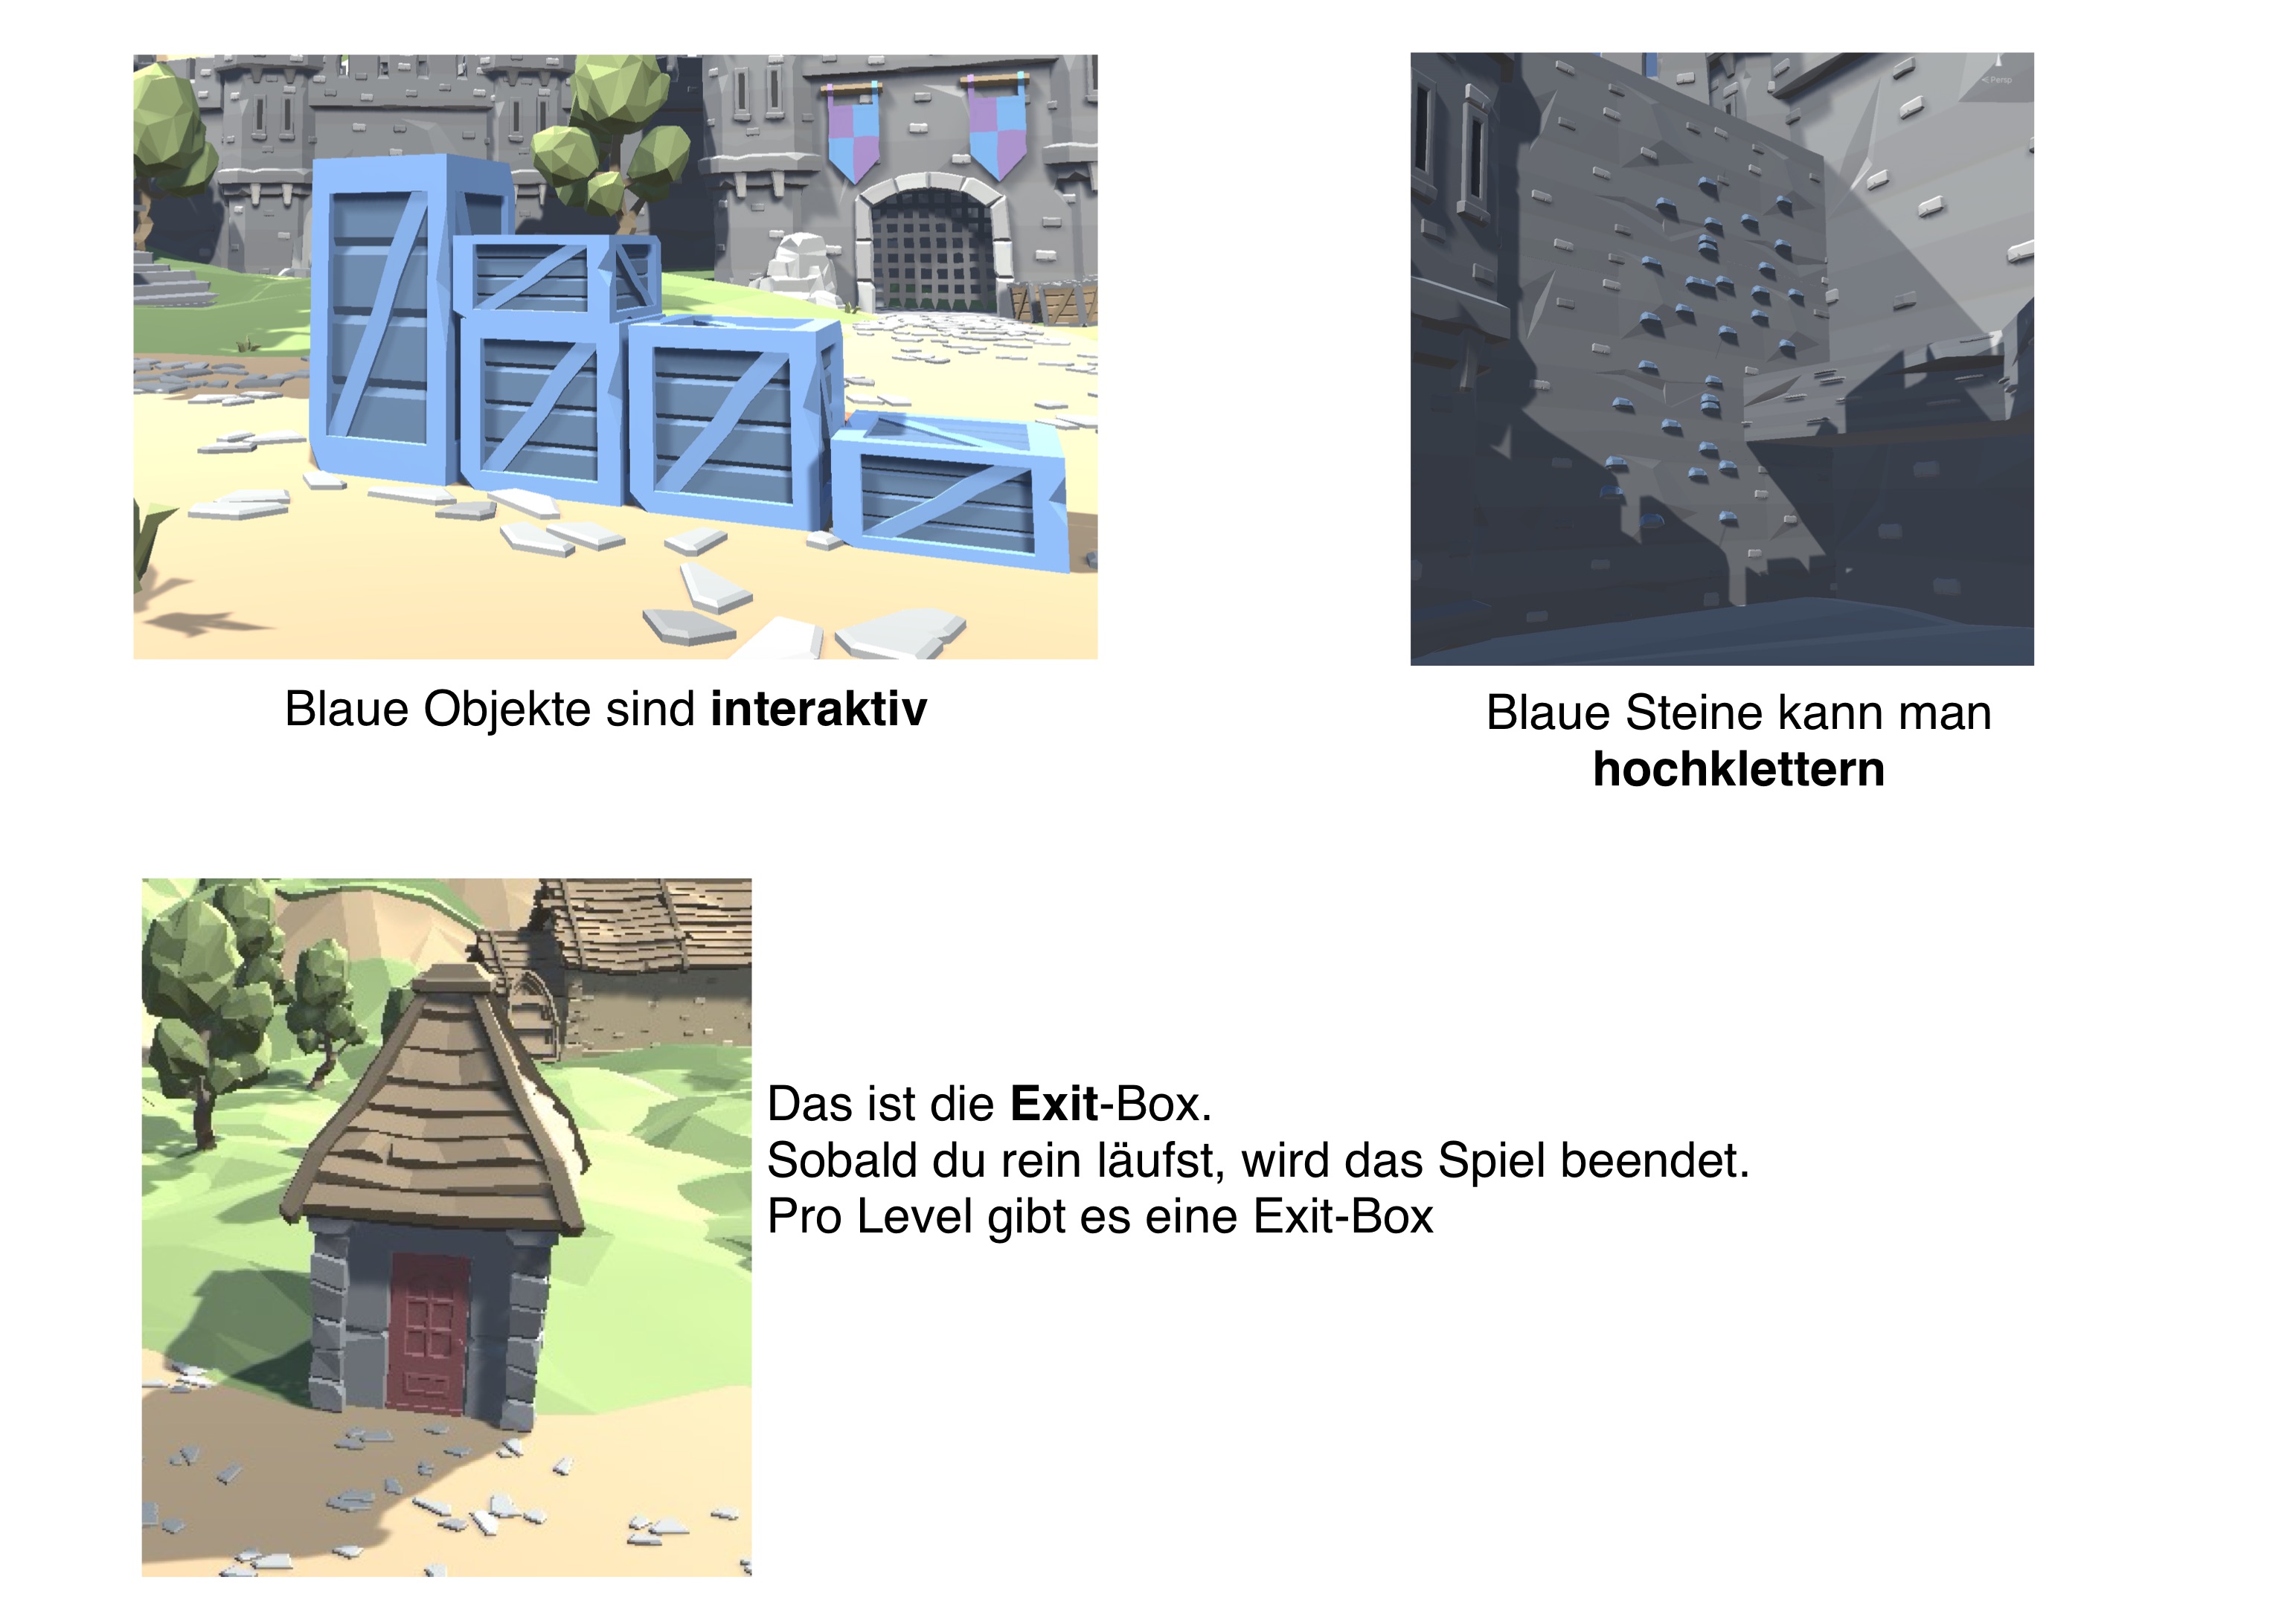 Blaue Objekte sind interaktiv
Blaue Steine kann man
hochklettern
Das ist die Exit-Box.
Sobald du rein läufst, wird das Spiel beendet.
Pro Level gibt es eine Exit-Box
Persp